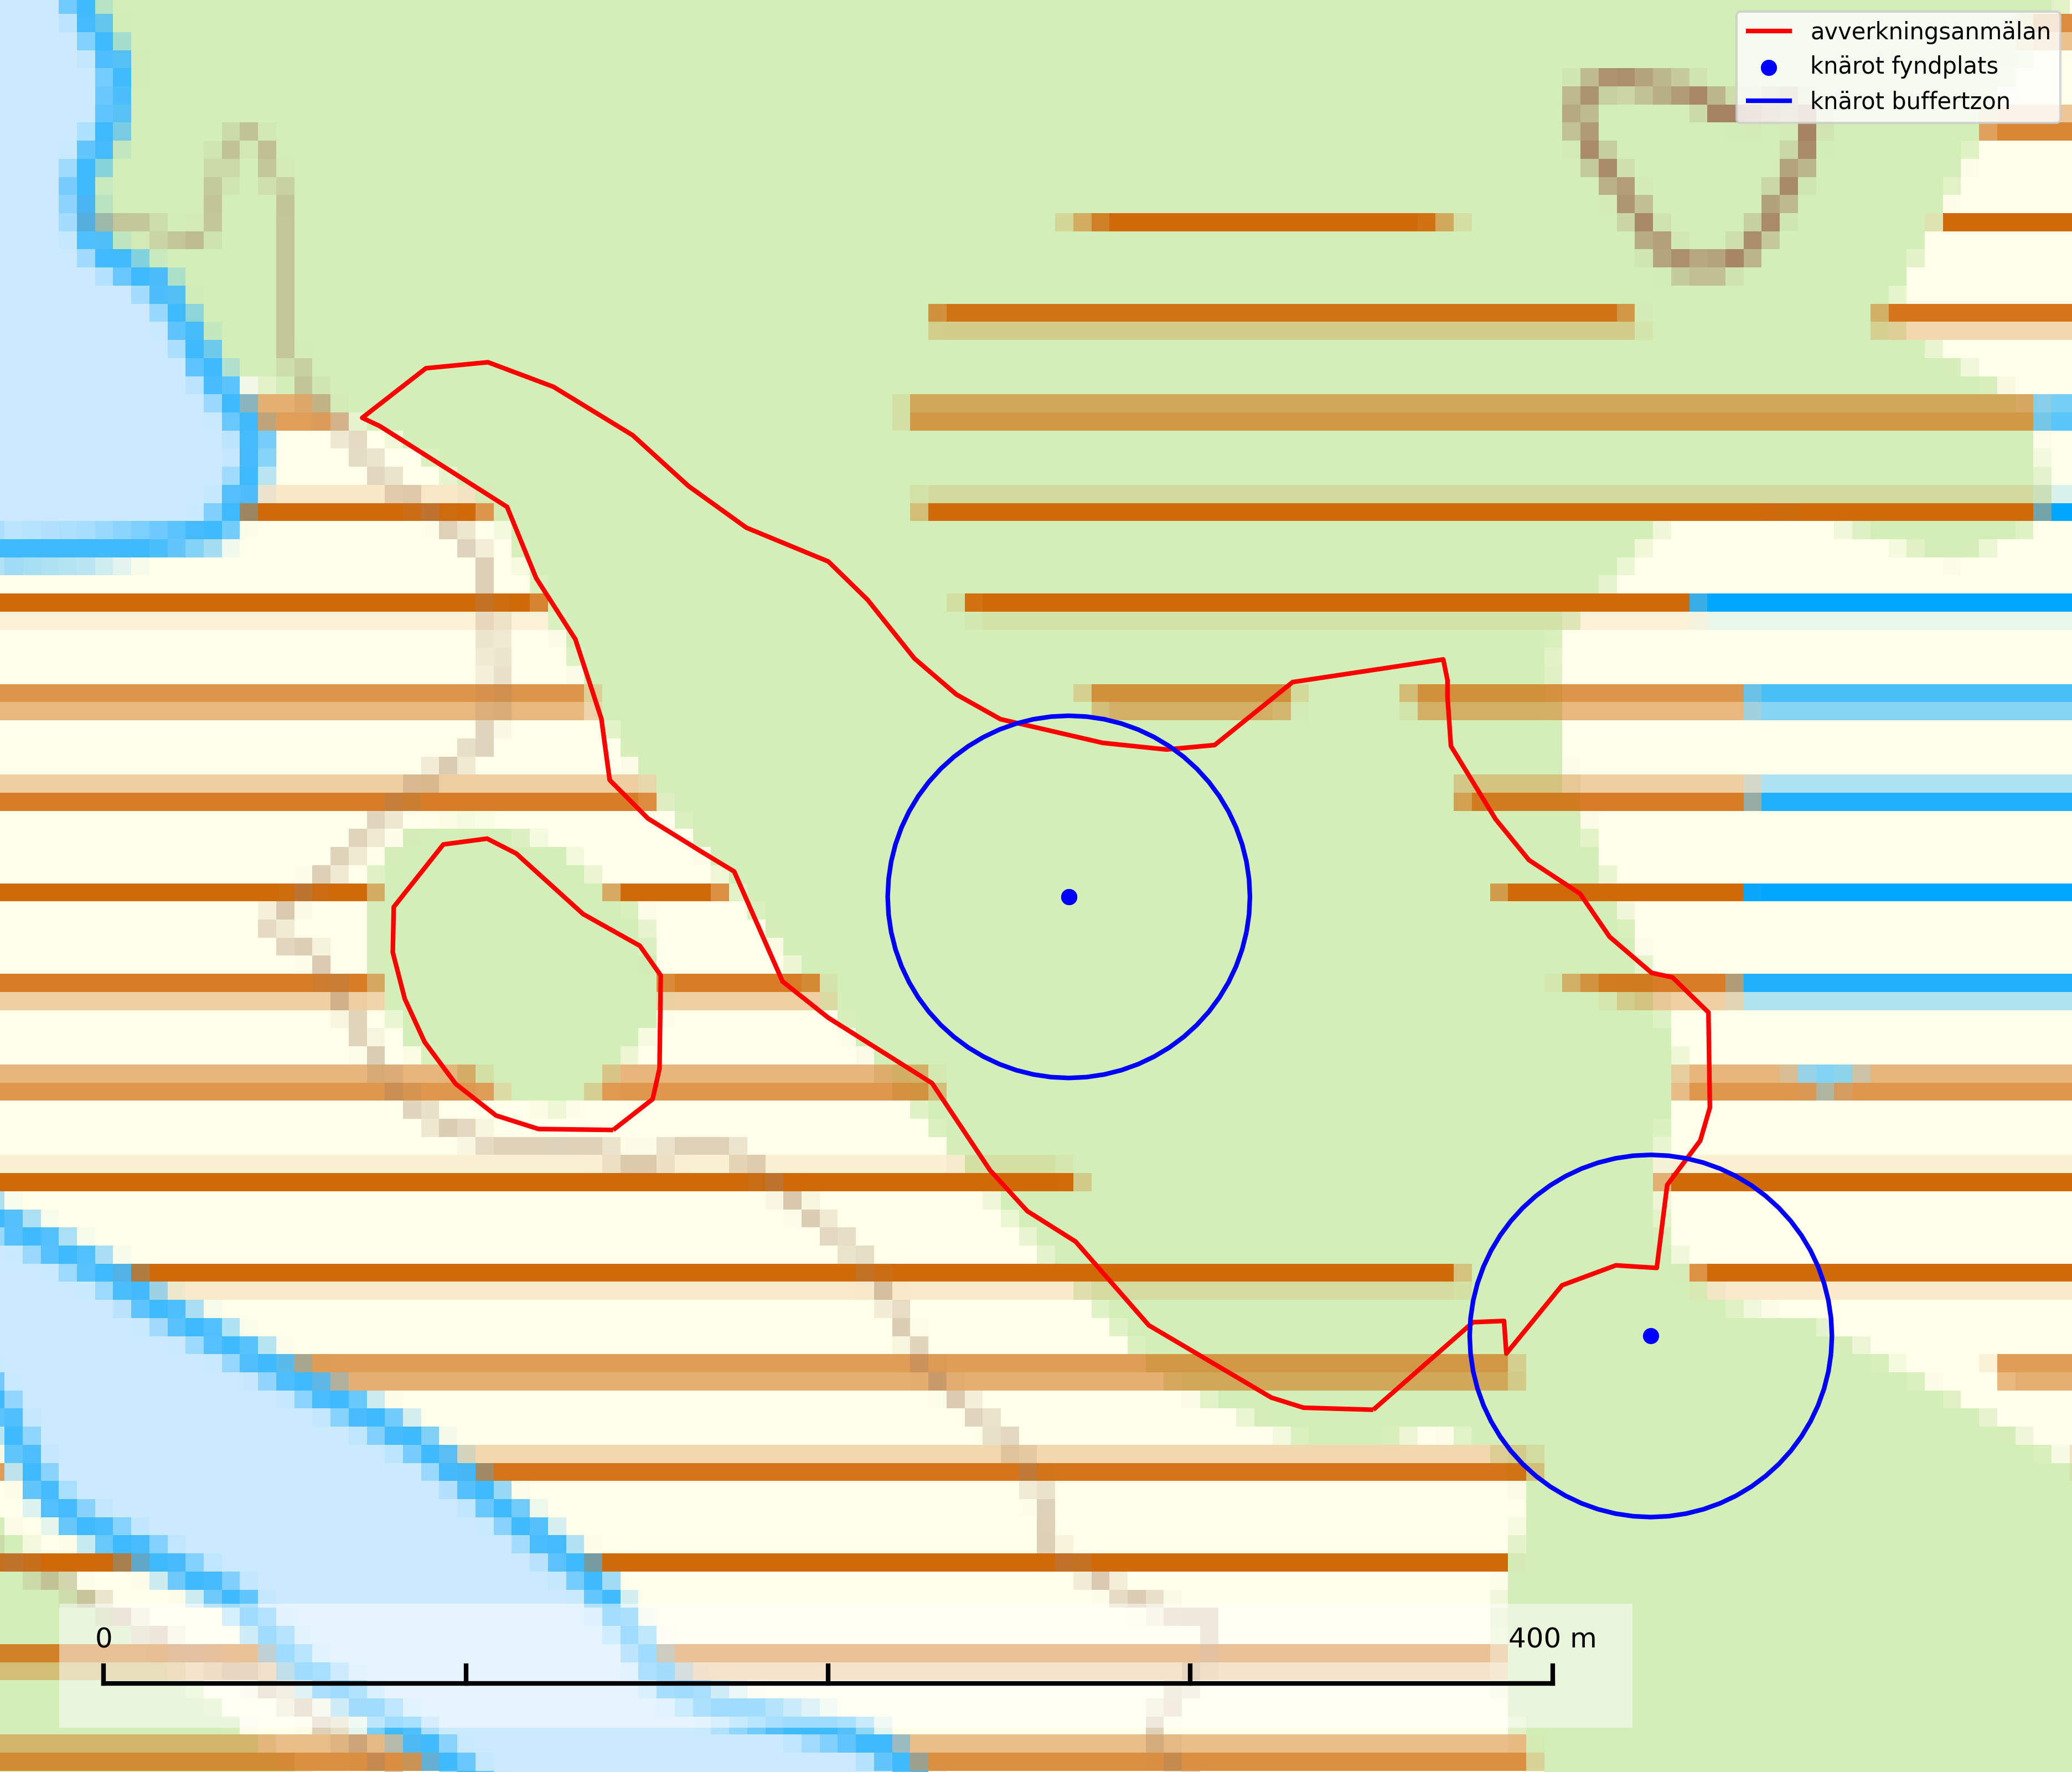 avverkningsanmälan
knärot fyndplats
knärot buffertzon
0
400 m